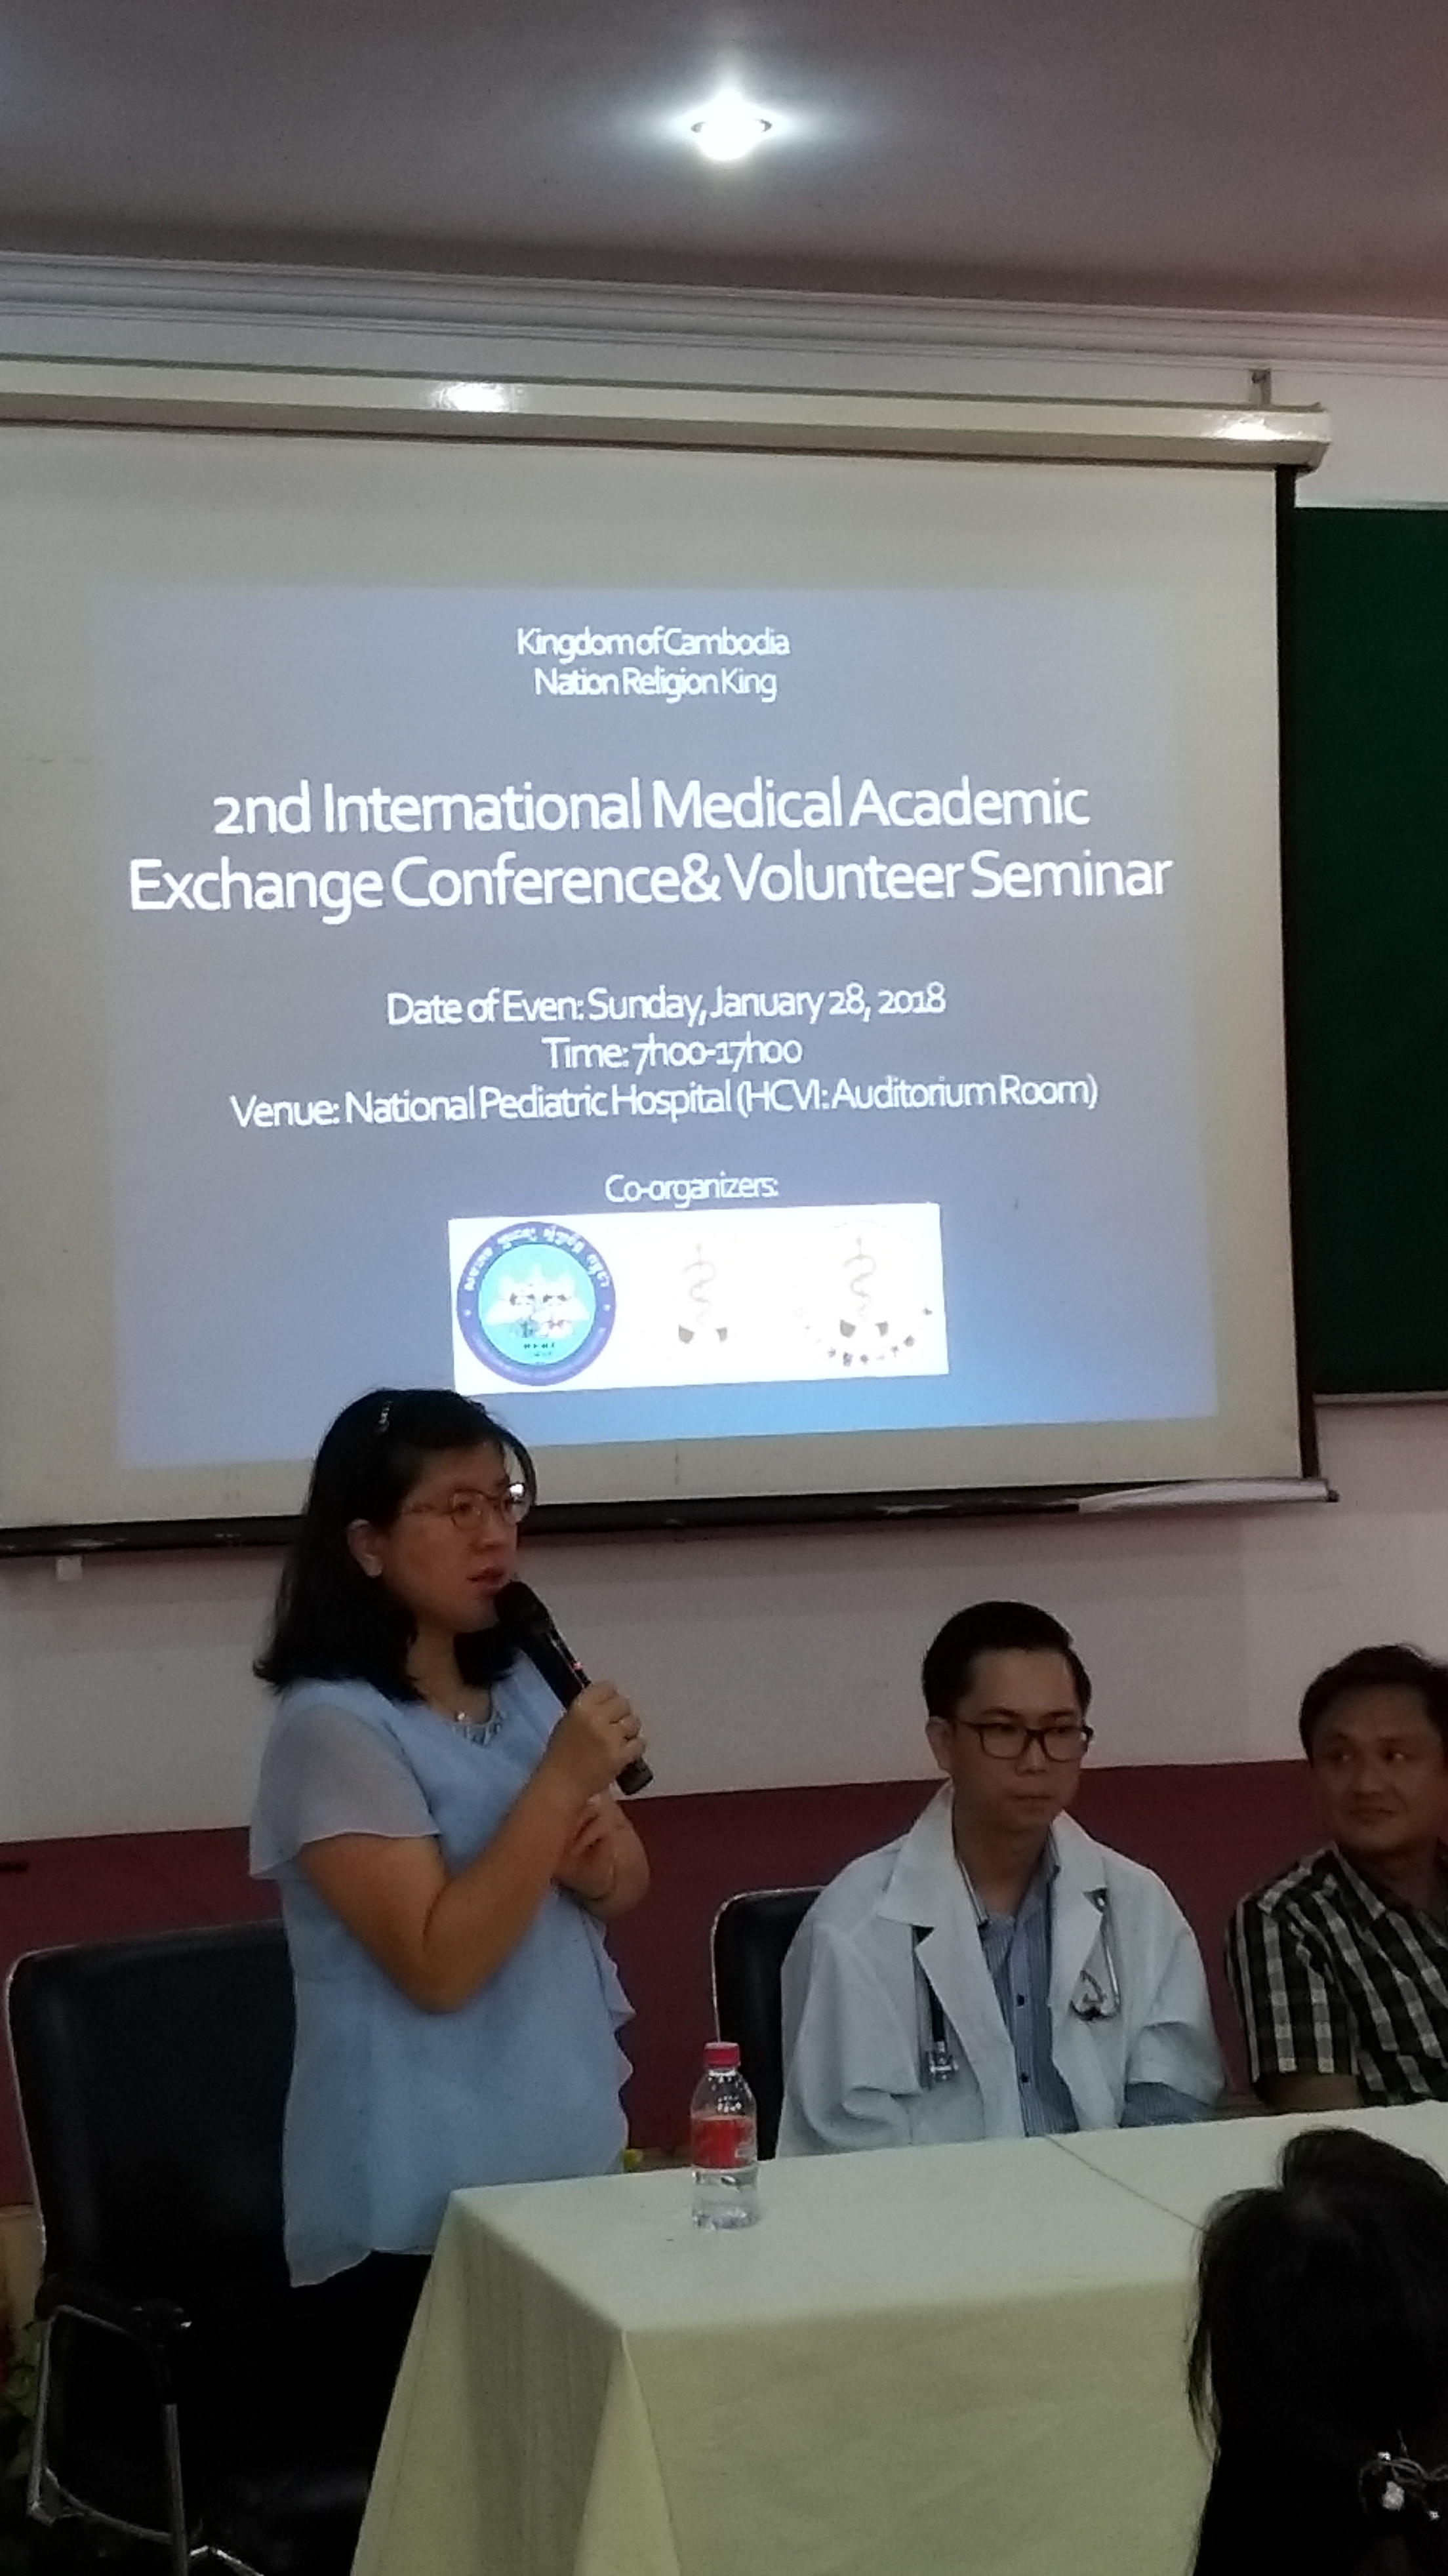 Kingdom of Cambodia
Nation Religion King
2nd International Medical Academic
Exchange Conference& Volunteer Seminar
Date of Even: Sunday, January 28, 2018
Time: 7h00-17h00
Venue: National Pediatric Hospital (HCVI: Auditorium Room)
Co-organizers: